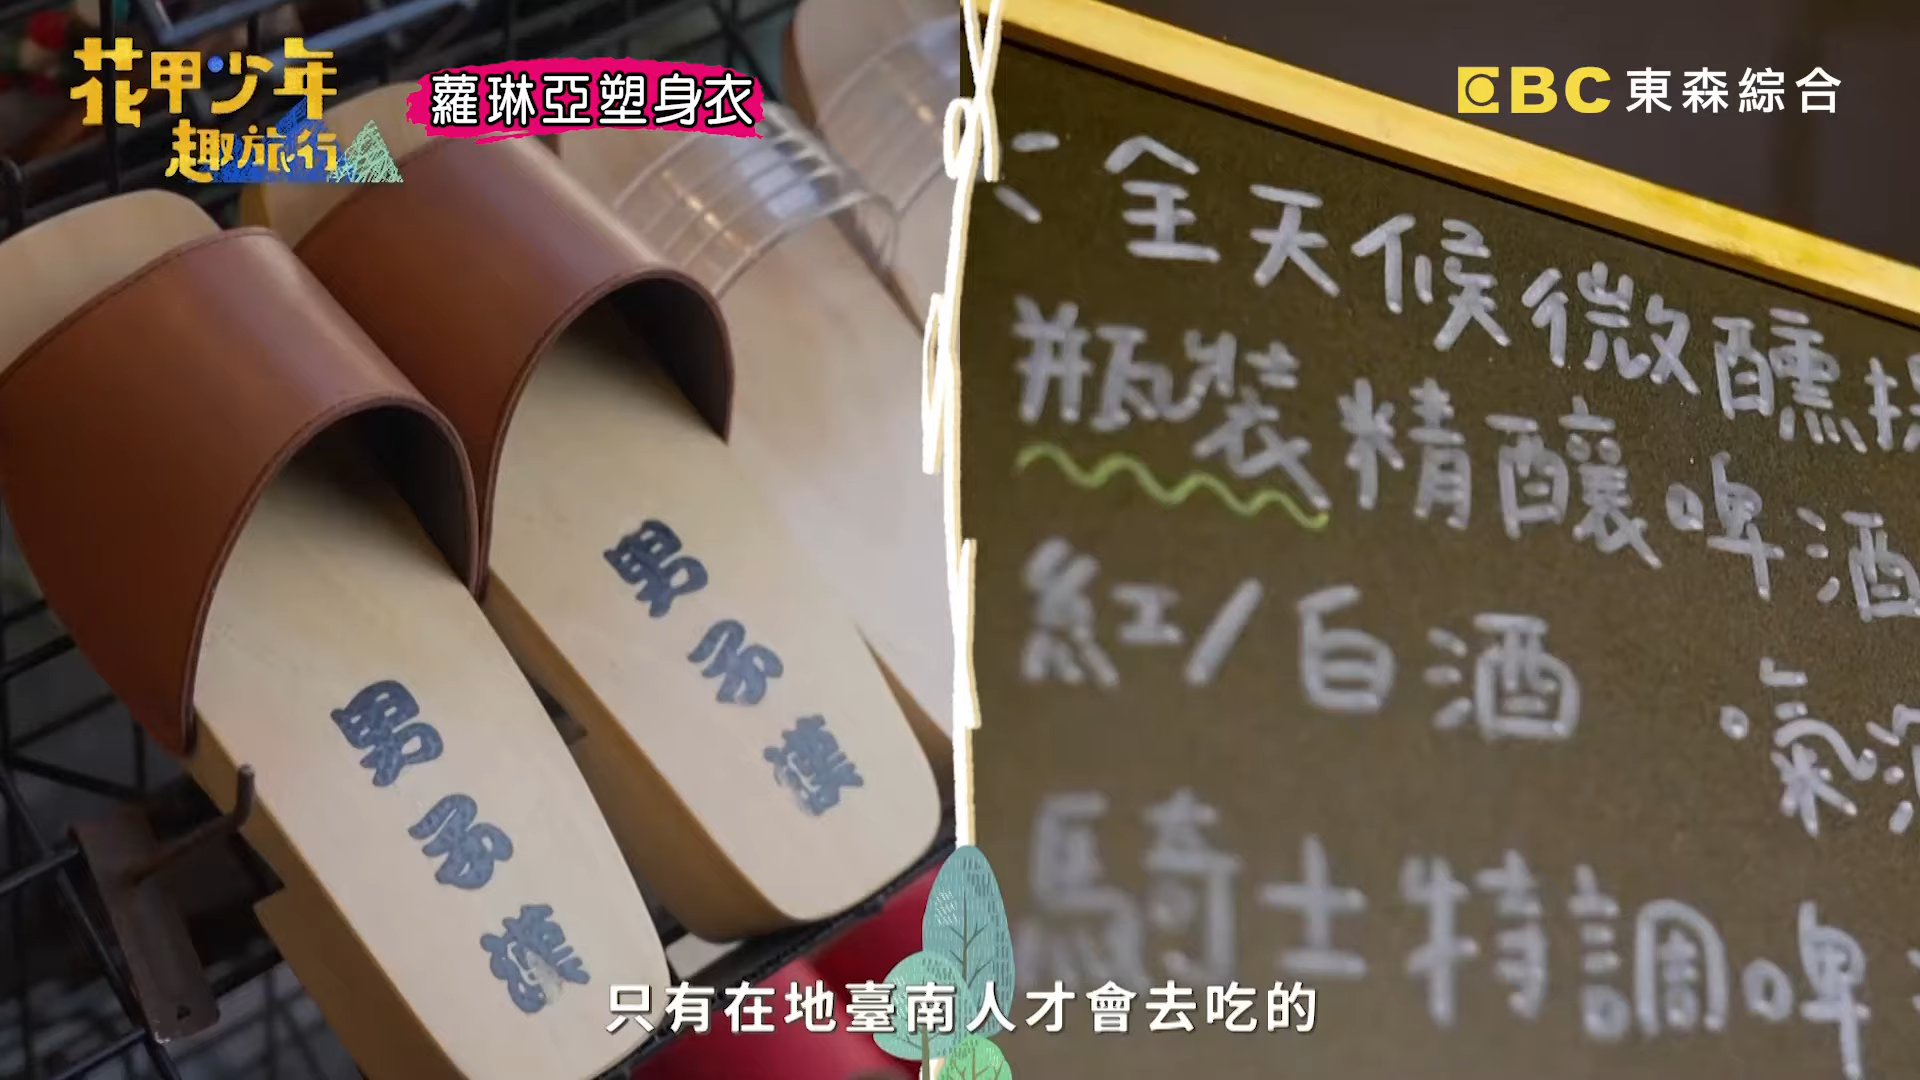 花甲少年
趣旅行
蘿琳亞塑身衣
EBC 東森綜合
男子漢
男子漢
全天候微醺
瓶裝精釀啤酒
紅/白酒
氣泡
騎士特調啤
只有在地臺南人才會去吃的